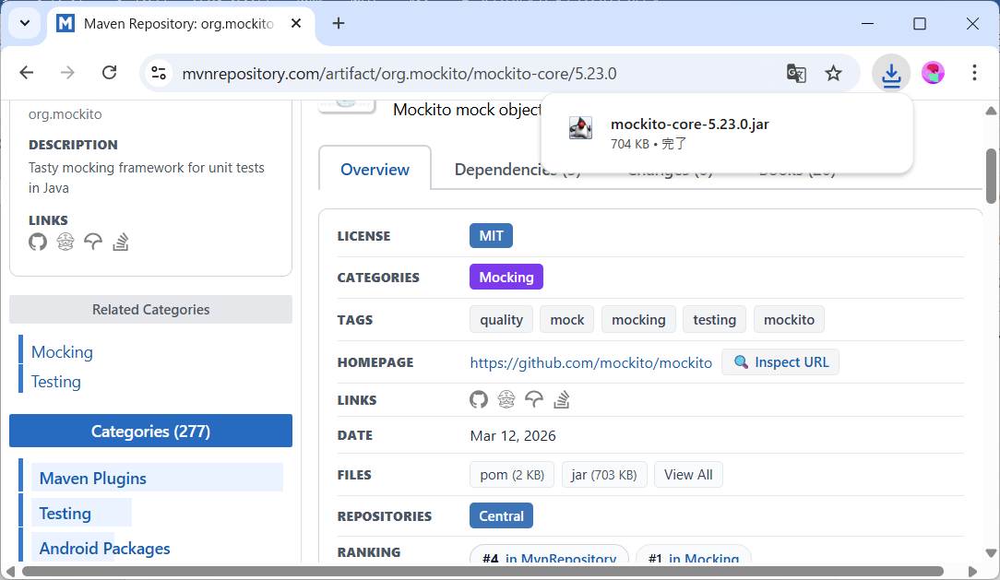 Maven Repository: org.mockito
mvnrepository.com/artifact/org.mockito/mockito-core/5.23.0
mockito-core-5.23.0.jar
704 KB • 完了
org.mockito
DESCRIPTION
Tasty mocking framework for unit tests
in Java
LINKS
Related Categories
Mocking
Testing
Categories (277)
Maven Plugins
Testing
Android Packages
Mockito mock object
Overview
Dependencies
LICENSE
MIT
CATEGORIES
Mocking
TAGS
quality mock mocking testing mockito
HOMEPAGE
https://github.com/mockito/mockito Inspect URL
LINKS
DATE
Mar 12, 2026
FILES
pom (2 KB) jar (703 KB) View All
REPOSITORIES
Central
RANKING
#4 in MvnRepository #1 in Mocking